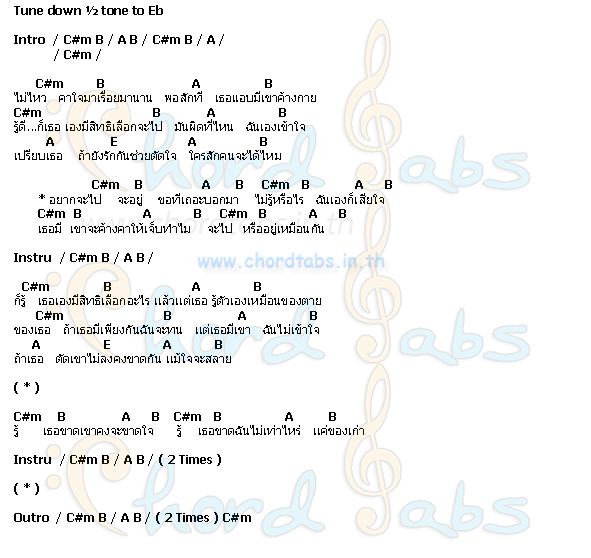 Tune down ½ tone to Eb
Intro / C#m B / A B / C#m B / A /
/ C#m /
C#m B A B
ไม่ไหว คาใจมาเรื่อยมานาน พอสักที เธอแอบมีเขาค้างกาย
C#m B A B
รู้ดี...ก็เธอ เองมีสิทธิเลือกจะไป มันผิดที่ไหน ฉันเองเข้าใจ
A E A B
เปรียบเธอ ถ้ายังรักกันช่วยตัดใจ ใครสักคนจะได้ไหม
C#m B A B C#m B A B
* อยากจะไป จะอยู่ ขอทีเถอะบอกมา ไม่รู้หรือไร ฉันเองก็เสียใจ
C#m B A B C#m B A B
เธอมี เขาจะค้างคาให้เจ็บทำไม จะไป หรืออยู่เหมือนกัน
www.chordtabs.in.th
Instru / C#m B / A B /
C#m B A B
ก็รู้ เธอเองมีสิทธิเลือกอะไร แล้วแต่เธอ รู้ตัวเองเหมือนของตาย
C#m B A B
ของเธอ ถ้าเธอมีเพียงกันฉันจะทน แต่เธอมีเขา ฉันไม่เข้าใจ
A E A B
ถ้าเธอ ตัดเขาไม่ลงคงขาดกัน แม้ใจจะสลาย
( * )
C#m B A B C#m B A B
รู้ เธอขาดเขาคงจะขาดใจ รู้ เธอขาดฉันไม่เท่าไหร่ แค่ของเก่า
Instru / C#m B / A B / ( 2 Times )
( * )
Outro / C#m B / A B / ( 2 Times ) C#m